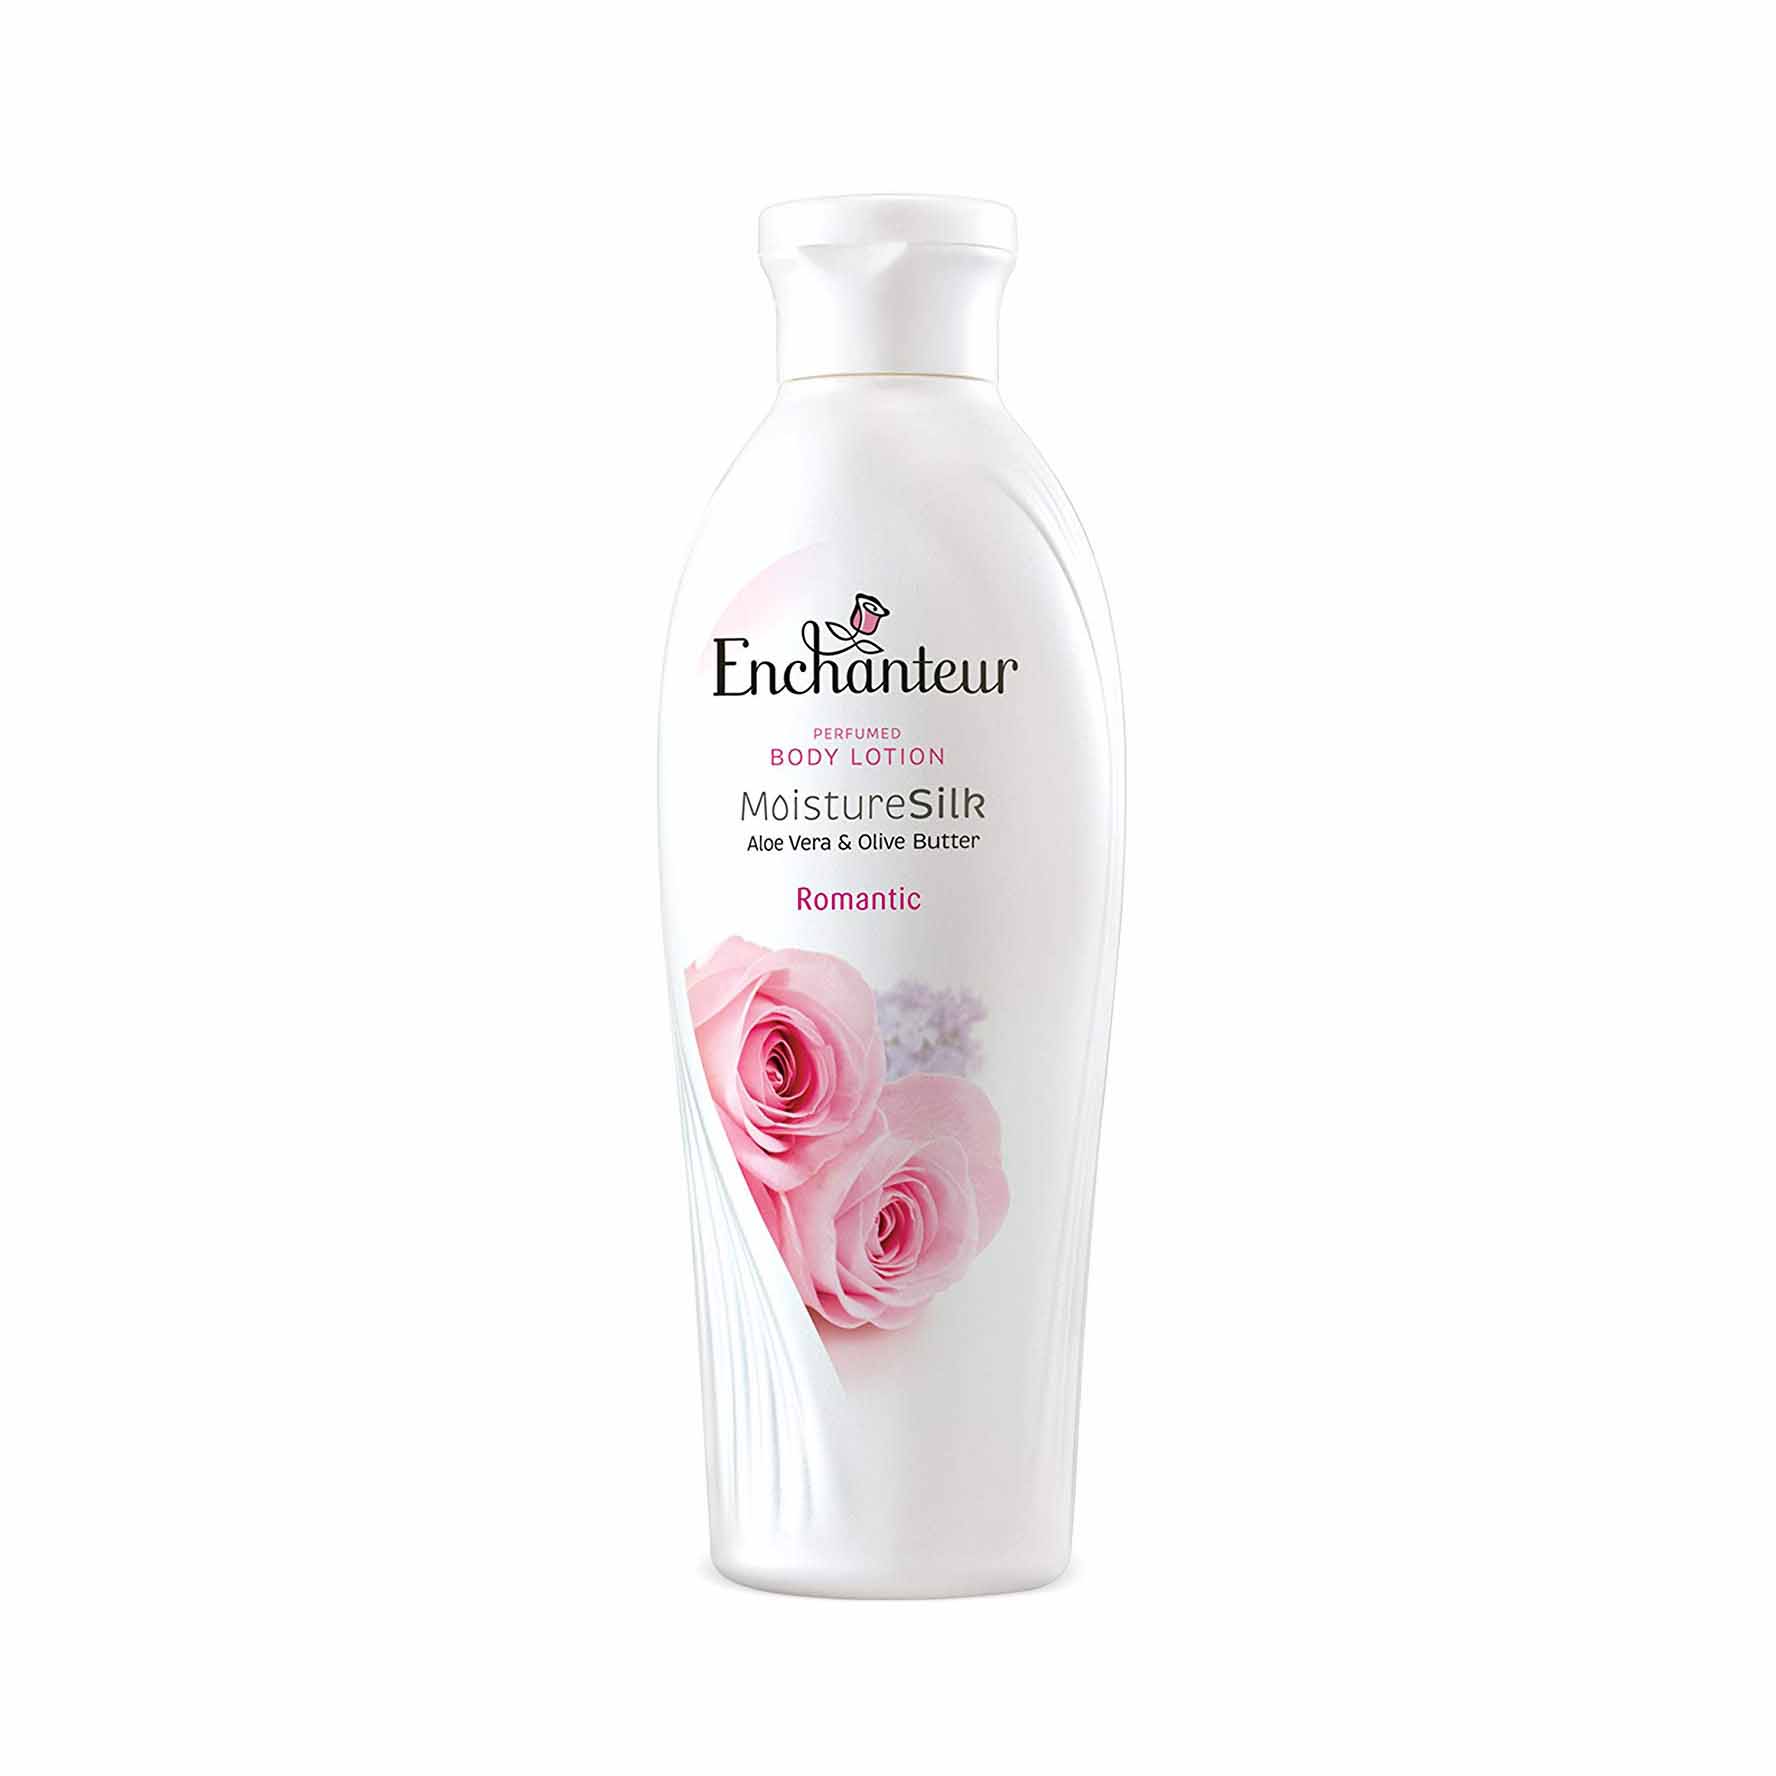 Enchanteur
PERFUMED
BODY LOTION
MoistureSilk
Aloe Vera & Olive Butter
Romantic